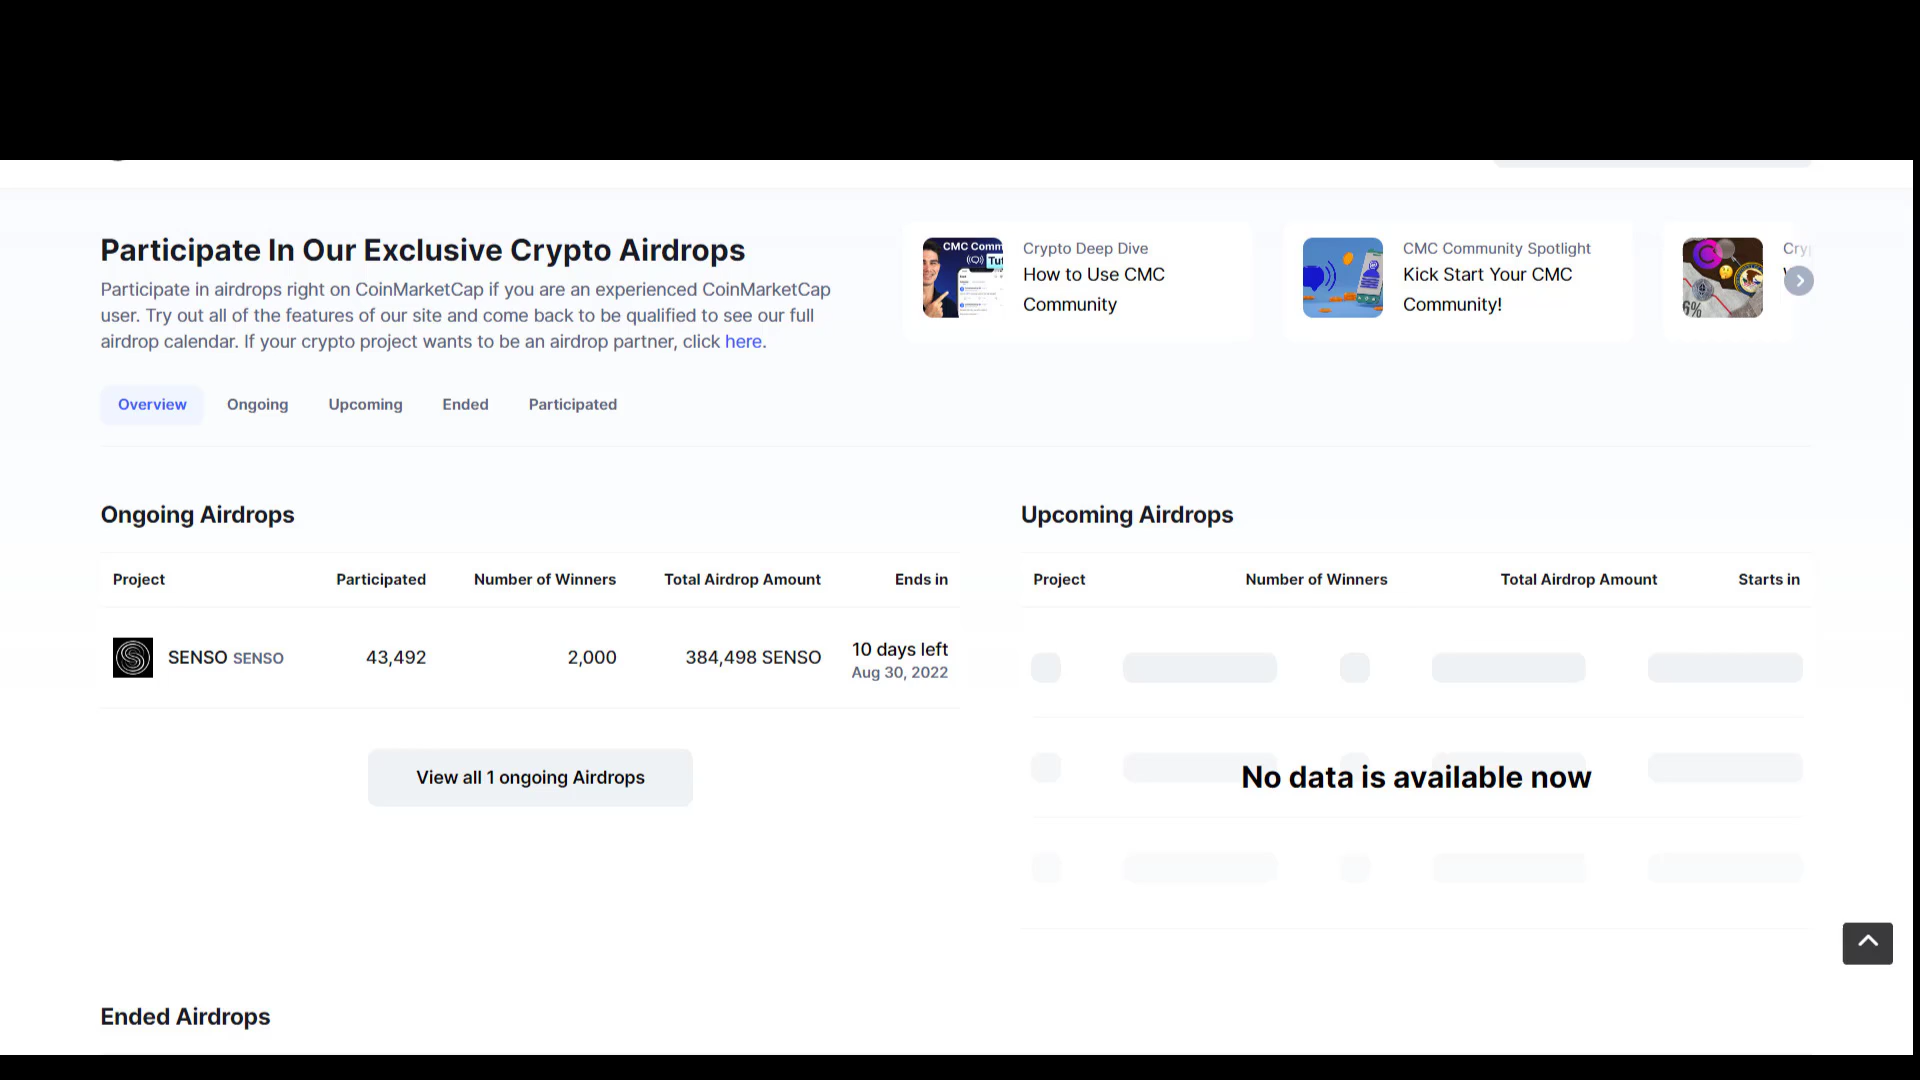 Participate In Our Exclusive Crypto Airdrops
Participate in airdrops right on CoinMarketCap if you are an experienced CoinMarketCap
user. Try out all of the features of our site and come back to be qualified to see our full
airdrop calendar. If your crypto project wants to be an airdrop partner, click here.
CMC Comm
Tut
Crypto Deep Dive
How to Use CMC
Community
CMC Community Spotlight
Kick Start Your CMC
Community!
6%
Cry
Overview
Ongoing
Upcoming
Ended
Participated
Ongoing Airdrops
Project Participated Number of Winners Total Airdrop Amount Ends in
SENSO SENSO 43,492 2,000 384,498 SENSO 10 days left
Aug 30, 2022
View all 1 ongoing Airdrops
Upcoming Airdrops
Project Number of Winners Total Airdrop Amount Starts in
No data is available now
Ended Airdrops